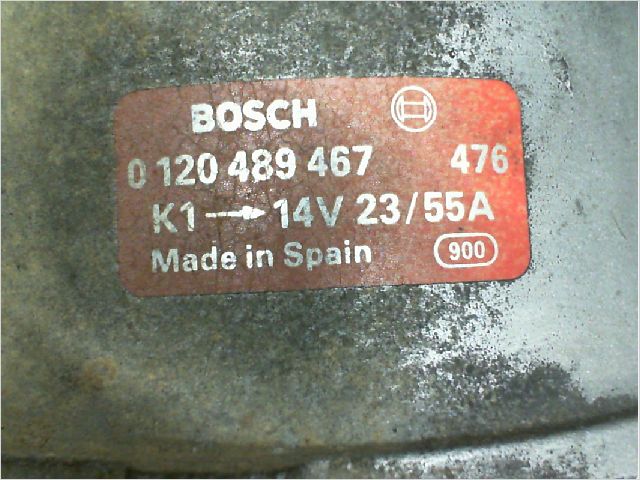 BOSCH
0 120 489 467 476
K1 → 14V 23/55A
Made in Spain 900